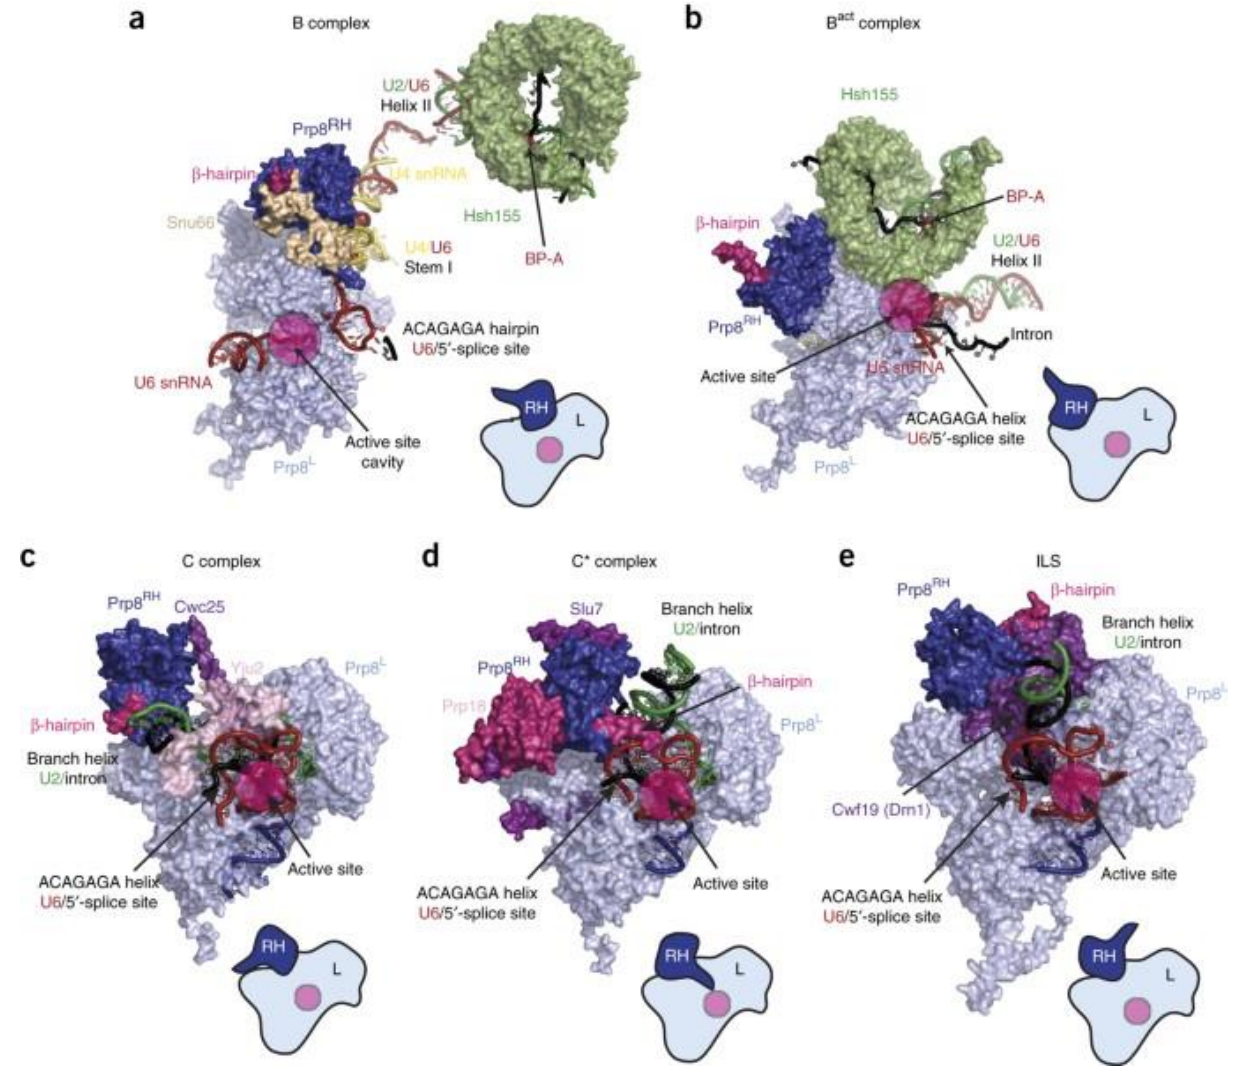 a
B complex
U2/U6
Helix II
Prp8RH
β-hairpin
U4 snRNA
Snu66
Hsh155
U4/U6
Stem I
BP-A
ACAGAGA hairpin
U6/5′-splice site
U6 snRNA
Active site
cavity
Prp8L
RH
L
b
Bact complex
Hsh155
BP-A
β-hairpin
U2/U6
Helix II
Prp8RH
Intron
Active site
U6 snRNA
ACAGAGA helix
U6/5′-splice site
Prp8L
RH
L
c
C complex
Prp8RH
Cwc25
Yju2
Prp8L
β-hairpin
Branch helix
U2/intron
Active site
ACAGAGA helix
U6/5′-splice site
RH
L
d
C* complex
Slu7
Branch helix
U2/intron
Prp8RH
β-hairpin
Prp18
Prp8L
Active site
ACAGAGA helix
U6/5′-splice site
RH
L
e
ILS
Prp8RH
β-hairpin
Branch helix
U2/intron
Prp8L
Cwf19 (Drn1)
Active site
ACAGAGA helix
U6/5′-splice site
RH
L